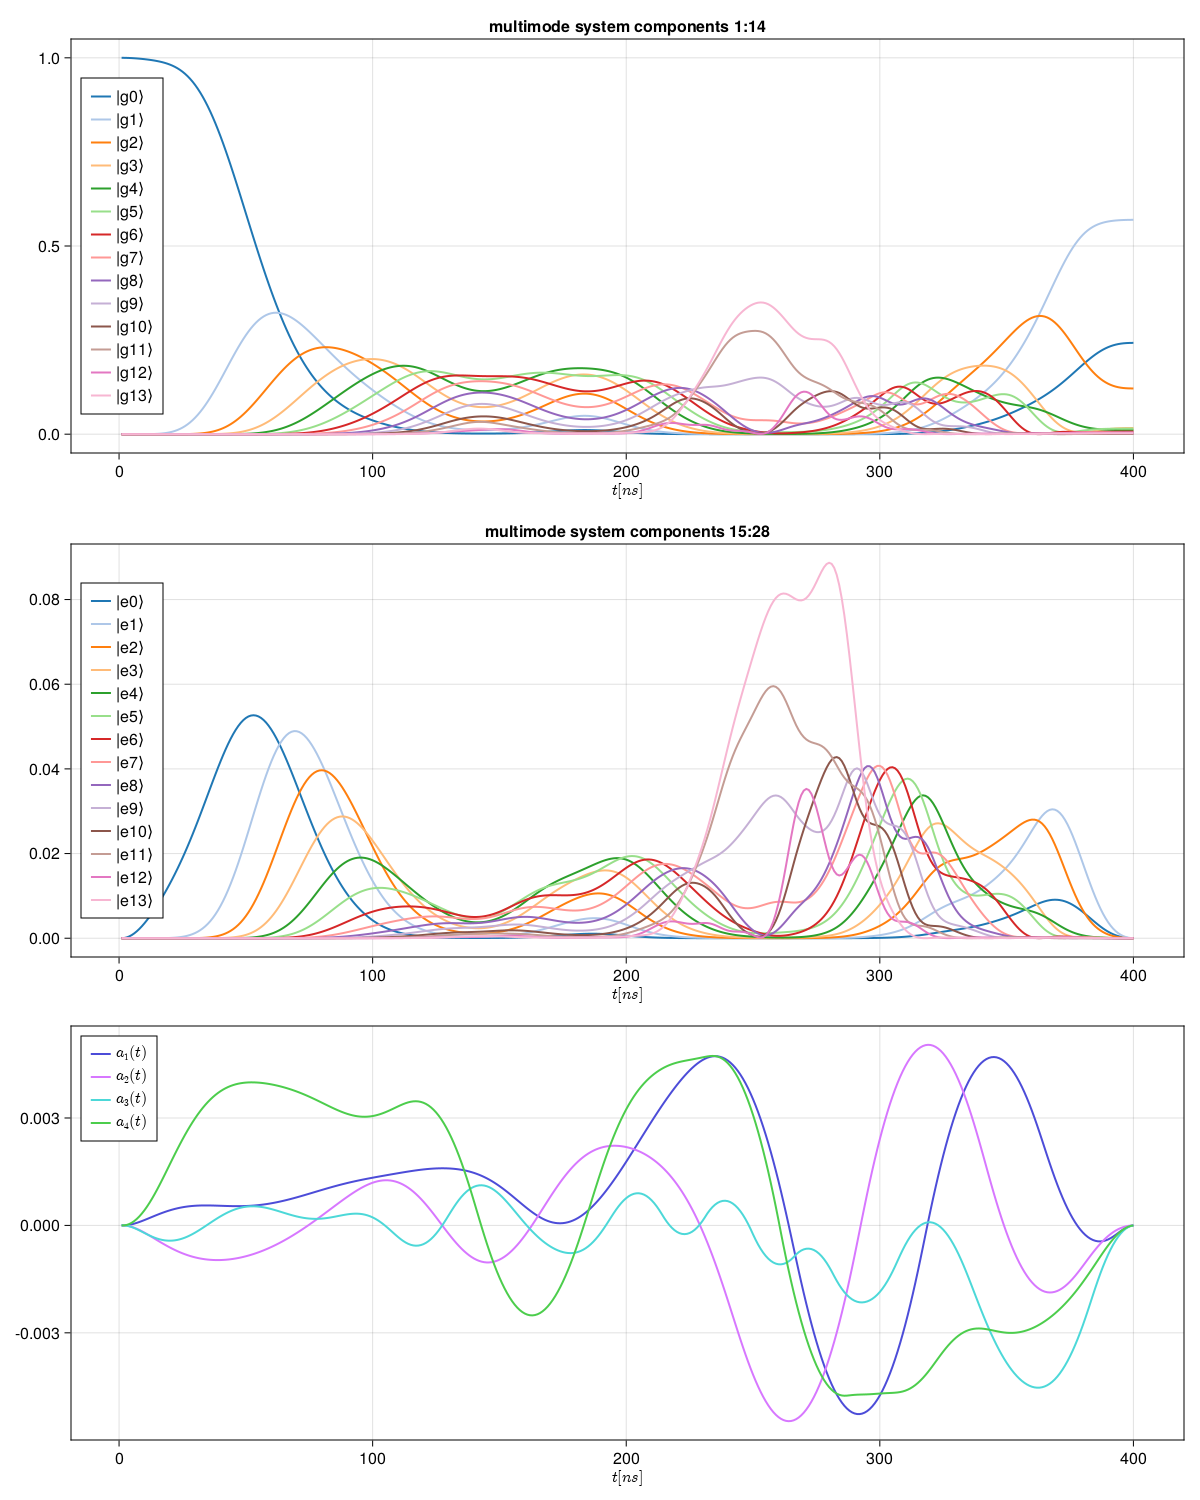 multimode system components 1:14
1.0
0.5
0.0
|g0⟩
|g1⟩
|g2⟩
|g3⟩
|g4⟩
|g5⟩
|g6⟩
|g7⟩
|g8⟩
|g9⟩
|g10⟩
|g11⟩
|g12⟩
|g13⟩
0 100 200 300 400
t[ns]
multimode system components 15:28
0.08
0.06
0.04
0.02
0.00
|e0⟩
|e1⟩
|e2⟩
|e3⟩
|e4⟩
|e5⟩
|e6⟩
|e7⟩
|e8⟩
|e9⟩
|e10⟩
|e11⟩
|e12⟩
|e13⟩
0 100 200 300 400
t[ns]
a₁(t)
a₂(t)
a₃(t)
a₄(t)
0.003
0.000
-0.003
0 100 200 300 400
t[ns]